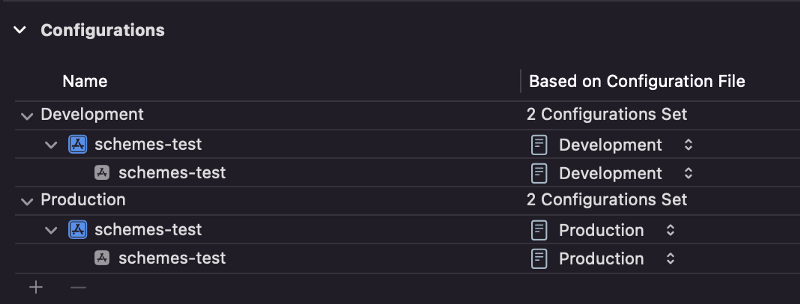 Configurations
Name Based on Configuration File
Development 2 Configurations Set
schemes-test Development
schemes-test Development
Production 2 Configurations Set
schemes-test Production
schemes-test Production